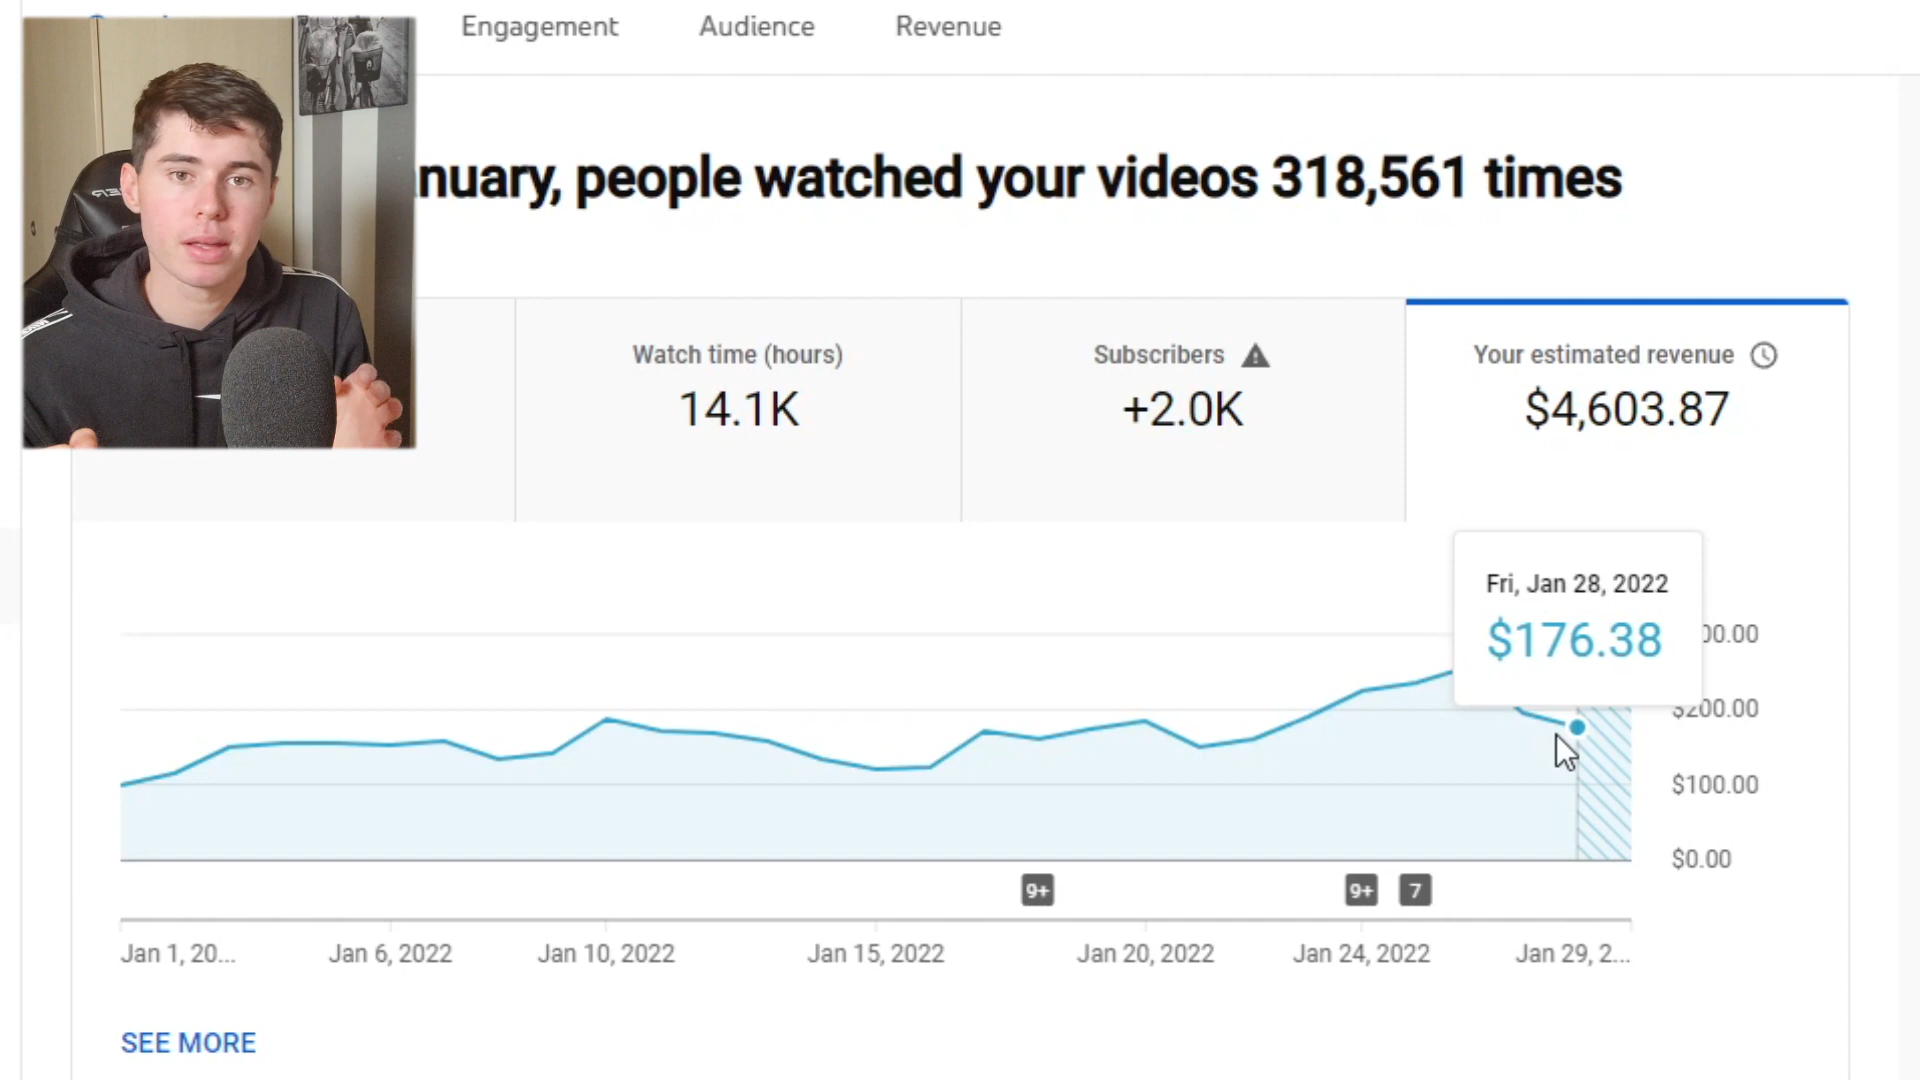 Engagement Audience Revenue
nuary, people watched your videos 318,561 times
Watch time (hours)
14.1K
Subscribers
+2.0K
Your estimated revenue
$4,603.87
Fri, Jan 28, 2022
$176.38
00.00
$200.00
$100.00
$0.00
9+ 9+ 7
Jan 1, 20... Jan 6, 2022 Jan 10, 2022 Jan 15, 2022 Jan 20, 2022 Jan 24, 2022 Jan 29, 2...
SEE MORE